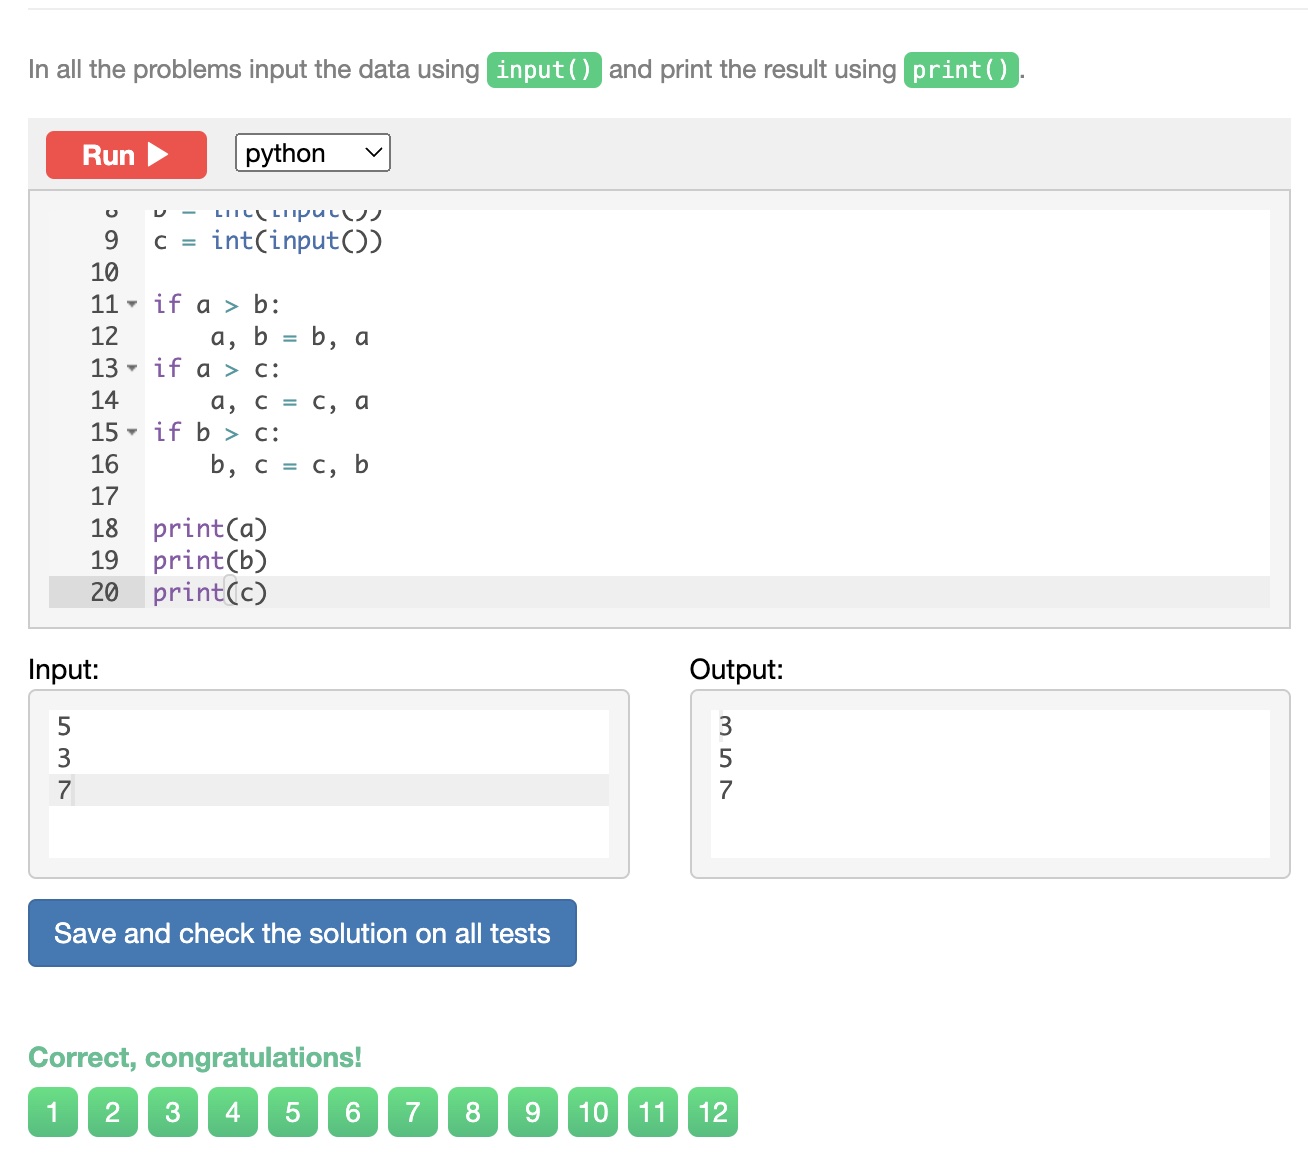 In all the problems input the data using input() and print the result using print().
Run
python
8 b = int(input())
9 c = int(input())
10
11 if a > b:
12 a, b = b, a
13 if a > c:
14 a, c = c, a
15 if b > c:
16 b, c = c, b
17
18 print(a)
19 print(b)
20 print(c)
Input:
5
3
7
Output:
3
5
7
Save and check the solution on all tests
Correct, congratulations!
1 2 3 4 5 6 7 8 9 10 11 12